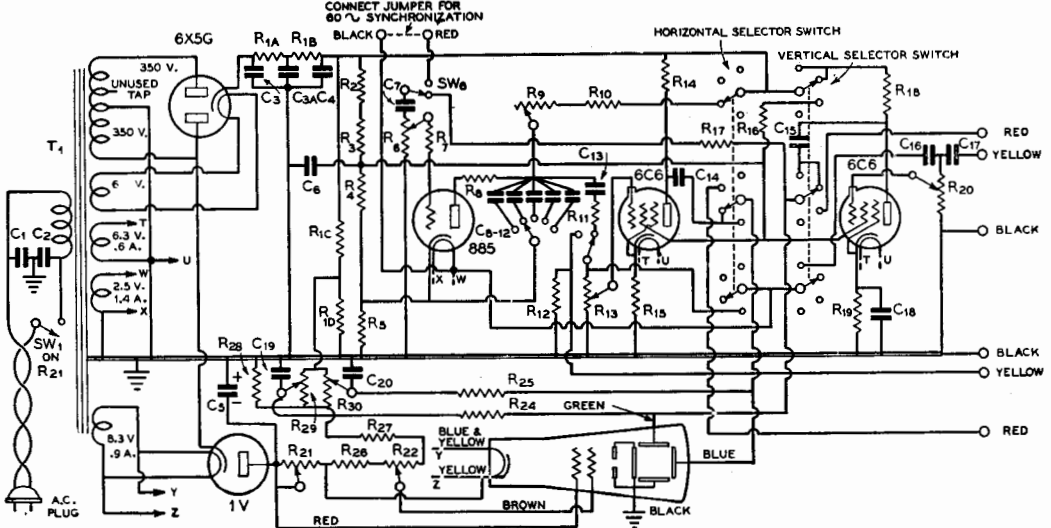 CONNECT JUMPER FOR
60 ∿ SYNCHRONIZATION
BLACK RED
6X5G
R1A R1B
HORIZONTAL SELECTOR SWITCH
VERTICAL SELECTOR SWITCH
350 V.
UNUSED
TAP
350 V.
C3 C3A C4
R2
C7
SW6
R9 R10
R14
R18
T1
R3
R6
R7
R17
R16
C15
RED
C16 C17
YELLOW
6 V.
C6
R4
R8
C13
6C6
C14
6C6
R20
C1 C2
6.3 V.
.6 A.
T
U
R1C
C8-12
R11
885
BLACK
W
2.5 V.
1.4 A.
X
X W
T U
T U
SW1
ON
R21
R1D
R5
R12
R13
R15
R19
C18
R28
C19
BLACK
C5
+
−
R29
R30
C20
R25
R24
GREEN
YELLOW
6.3 V.
.9 A.
R27
BLUE &
YELLOW
Y
RED
R21 R26 R22
YELLOW
Z
BLUE
1V
Y
Z
BROWN
A.C.
PLUG
RED
BLACK